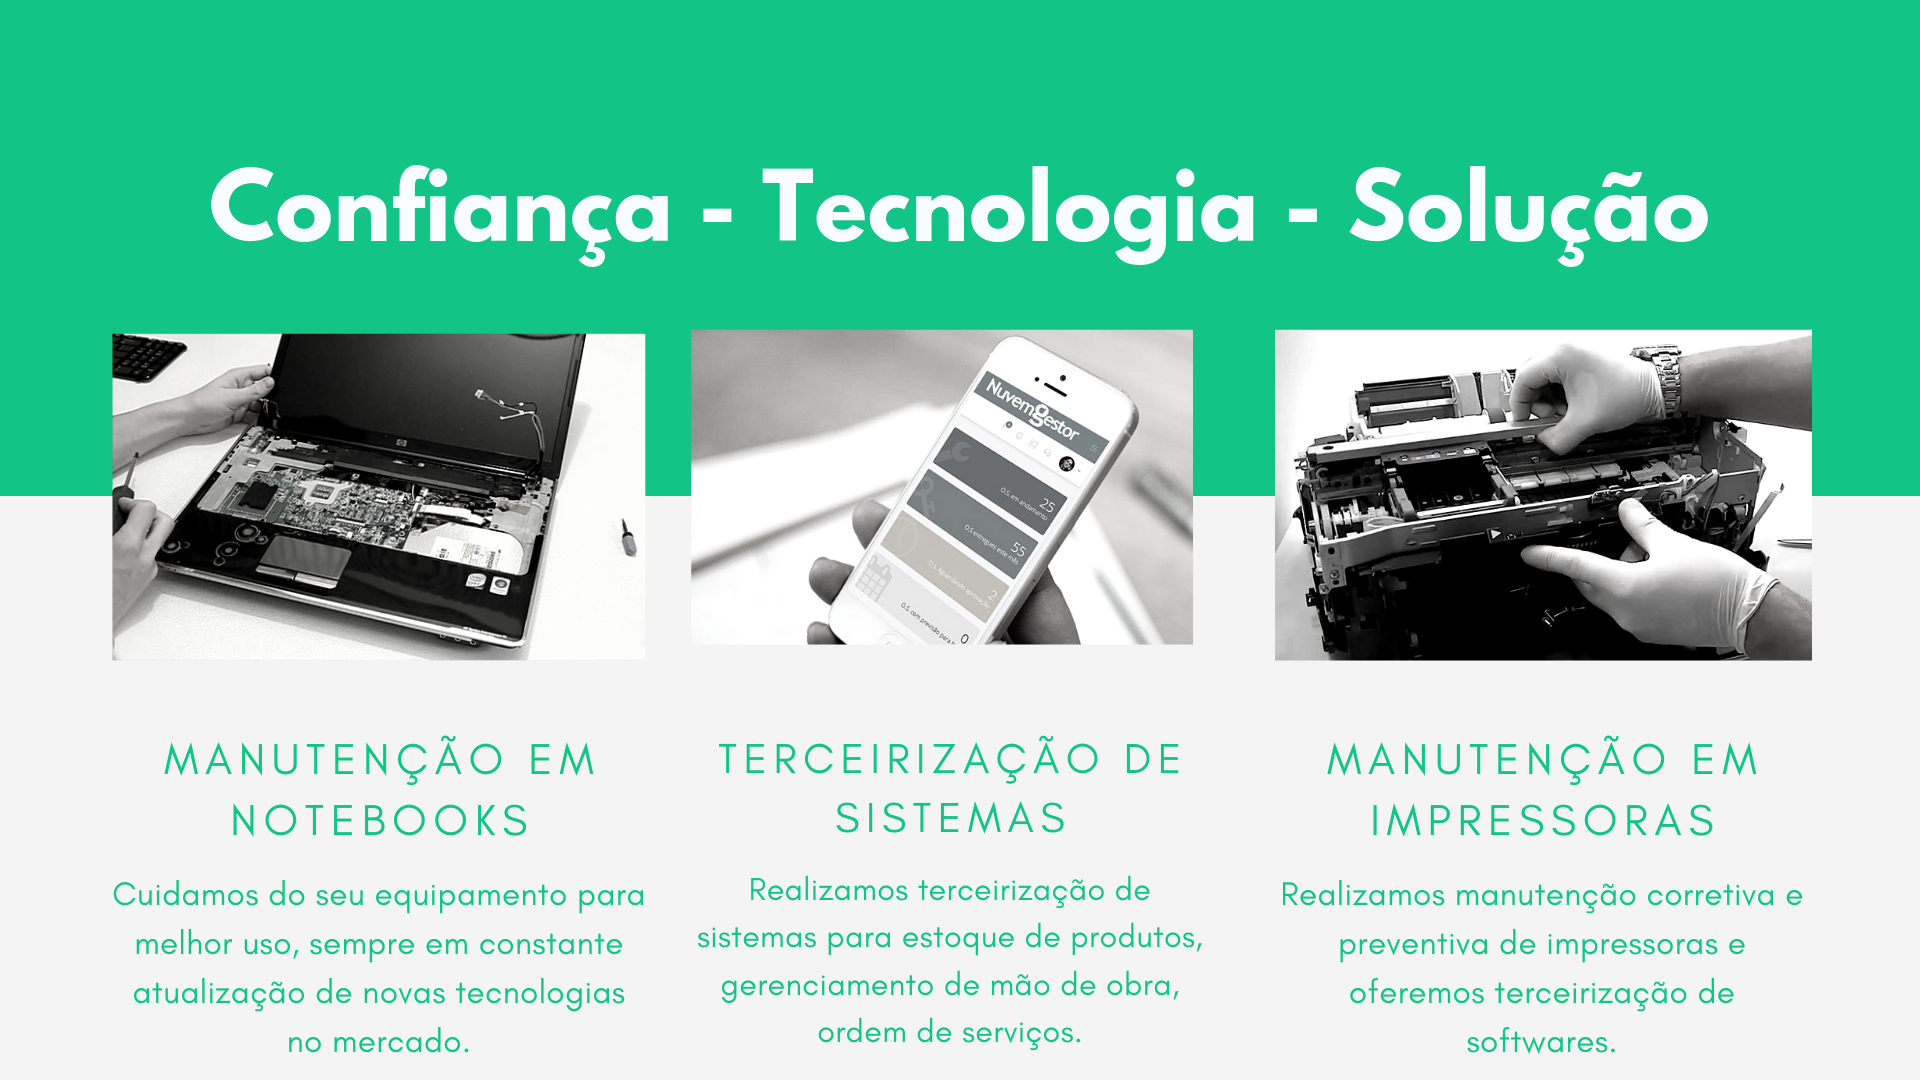 Confiança - Tecnologia - Solução
Nuvemgestor
25
O.S. em andamento
55
O.S entregues este mês
2
O.S. Aguardando aprovação
0
O.S. com previsão para
MANUTENÇÃO EM
NOTEBOOKS
Cuidamos do seu equipamento para
melhor uso, sempre em constante
atualização de novas tecnologias
no mercado.
TERCEIRIZAÇÃO DE
SISTEMAS
Realizamos terceirização de
sistemas para estoque de produtos,
gerenciamento de mão de obra,
ordem de serviços.
MANUTENÇÃO EM
IMPRESSORAS
Realizamos manutenção corretiva e
preventiva de impressoras e
oferemos terceirização de
softwares.